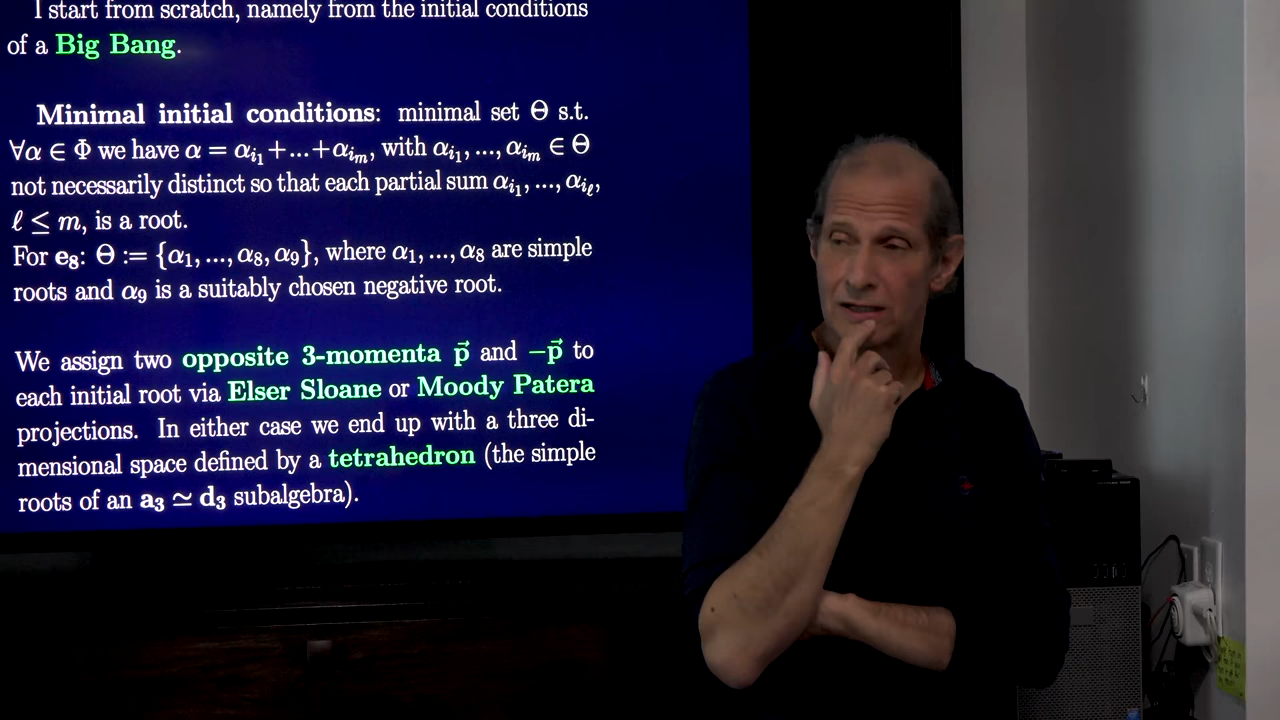 I start from scratch, namely from the initial conditions
of a Big Bang.
Minimal initial conditions: minimal set Θ s.t.
∀α ∈ Φ we have α = α_{i_1}+...+α_{i_m}, with α_{i_1}, ..., α_{i_m} ∈ Θ
not necessarily distinct so that each partial sum α_{i_1}, ..., α_{i_ℓ},
ℓ ≤ m, is a root.
For e_8: Θ := {α_1, ..., α_8, α_9}, where α_1, ..., α_8 are simple
roots and α_9 is a suitably chosen negative root.
We assign two opposite 3-momenta p⃗ and −p⃗ to
each initial root via Elser Sloane or Moody Patera
projections. In either case we end up with a three di-
mensional space defined by a tetrahedron (the simple
roots of an a_3 ≃ d_3 subalgebra).